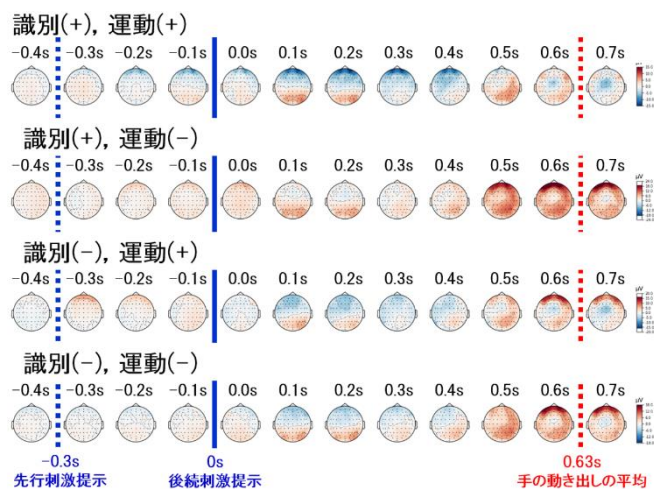 識別(+), 運動(+)
-0.4s -0.3s -0.2s -0.1s 0.0s 0.1s 0.2s 0.3s 0.4s 0.5s 0.6s 0.7s
識別(+), 運動(-)
-0.4s -0.3s -0.2s -0.1s 0.0s 0.1s 0.2s 0.3s 0.4s 0.5s 0.6s 0.7s
μV
識別(-), 運動(+)
-0.4s -0.3s -0.2s -0.1s 0.0s 0.1s 0.2s 0.3s 0.4s 0.5s 0.6s 0.7s
μV
識別(-), 運動(-)
-0.4s -0.3s -0.2s -0.1s 0.0s 0.1s 0.2s 0.3s 0.4s 0.5s 0.6s 0.7s
μV
-0.3s 0s 0.63s
先行刺激提示 後続刺激提示 手の動き出しの平均